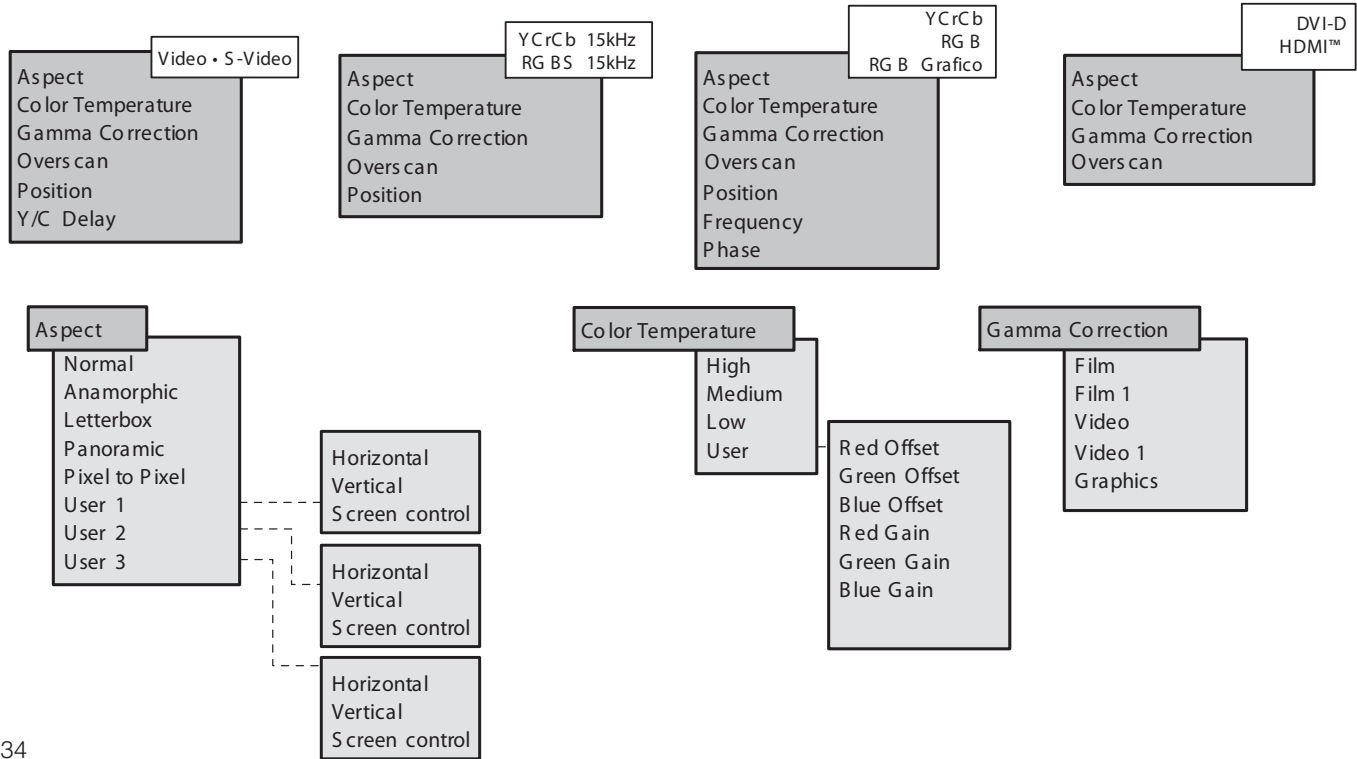 Video • S-Video
Aspect
Color Temperature
Gamma Correction
Overscan
Position
Y/C Delay
YCrCb 15kHz
RGBS 15kHz
Aspect
Color Temperature
Gamma Correction
Overscan
Position
YCrCb
RGB
RGB Grafico
Aspect
Color Temperature
Gamma Correction
Overscan
Position
Frequency
Phase
DVI-D
HDMI™
Aspect
Color Temperature
Gamma Correction
Overscan
Aspect
Normal
Anamorphic
Letterbox
Panoramic
Pixel to Pixel
User 1
User 2
User 3
Horizontal
Vertical
Screen control
Horizontal
Vertical
Screen control
Horizontal
Vertical
Screen control
Color Temperature
High
Medium
Low
User
Red Offset
Green Offset
Blue Offset
Red Gain
Green Gain
Blue Gain
Gamma Correction
Film
Film 1
Video
Video 1
Graphics
34